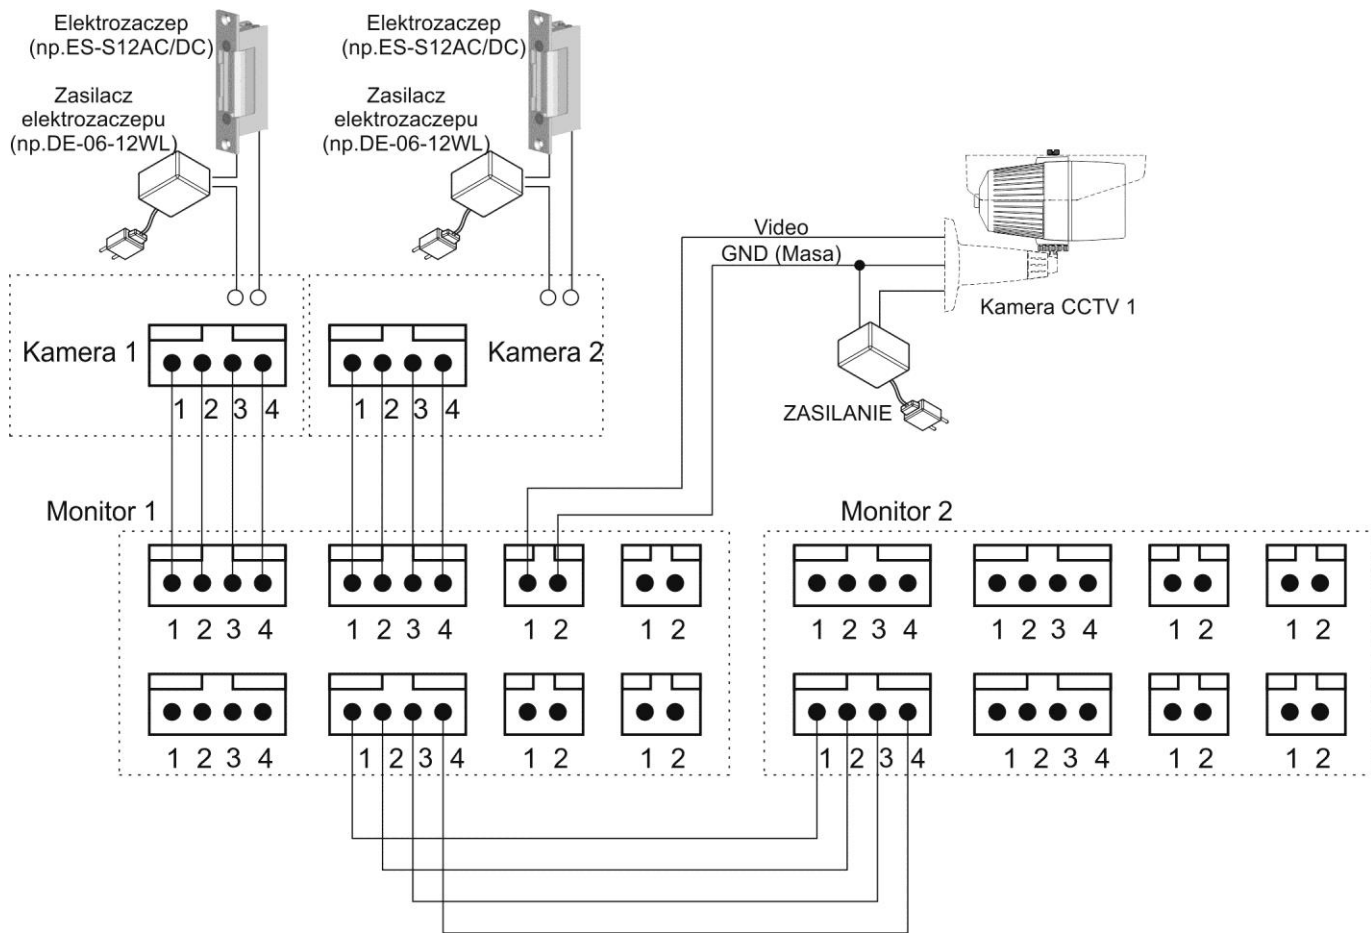 Elektrozaczep
(np.ES-S12AC/DC)
Zasilacz
elektrozaczepu
(np.DE-06-12WL)
Elektrozaczep
(np.ES-S12AC/DC)
Zasilacz
elektrozaczepu
(np.DE-06-12WL)
Video
GND (Masa)
Kamera CCTV 1
ZASILANIE
Kamera 1
1 2 3 4
Kamera 2
1 2 3 4
Monitor 1
1 2 3 4
1 2 3 4
1 2
1 2
1 2 3 4
1 2 3 4
1 2
1 2
Monitor 2
1 2 3 4
1 2 3 4
1 2
1 2
1 2 3 4
1 2 3 4
1 2
1 2